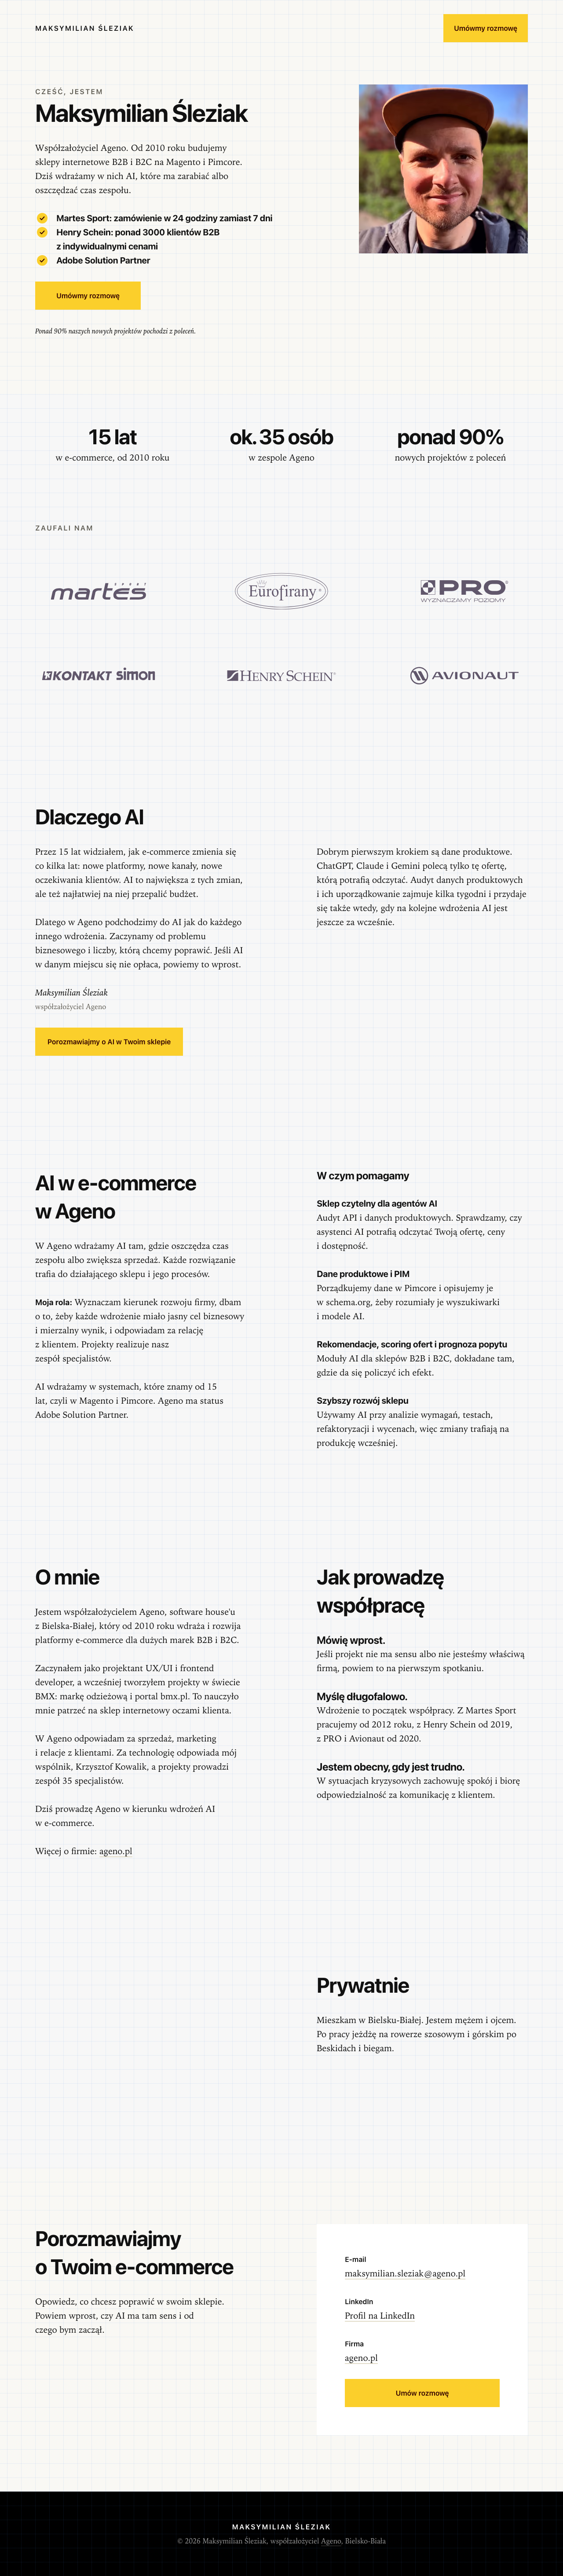 MAKSYMILIAN ŚLEZIAK
Umówmy rozmowę
CZEŚĆ, JESTEM
Maksymilian Śleziak
Współzałożyciel Ageno. Od 2010 roku budujemy
sklepy internetowe B2B i B2C na Magento i Pimcore.
Dziś wdrażamy w nich AI, które ma zarabiać albo
oszczędzać czas zespołu.
Martes Sport: zamówienie w 24 godziny zamiast 7 dni
Henry Schein: ponad 3000 klientów B2B
z indywidualnymi cenami
Adobe Solution Partner
Umówmy rozmowę
Ponad 90% naszych nowych projektów pochodzi z poleceń.
15 lat
w e-commerce, od 2010 roku
ok. 35 osób
w zespole Ageno
ponad 90%
nowych projektów z poleceń
ZAUFALI NAM
martes SPORT
Eurofirany®
PRO®
WYZNACZAMY POZIOMY
KONTAKT simon
HENRY SCHEIN®
AVIONAUT
Dlaczego AI
Przez 15 lat widziałem, jak e-commerce zmienia się
co kilka lat: nowe platformy, nowe kanały, nowe
oczekiwania klientów. AI to największa z tych zmian,
ale też najłatwiej na niej przepalić budżet.
Dlatego w Ageno podchodzimy do AI jak do każdego
innego wdrożenia. Zaczynamy od problemu
biznesowego i liczby, którą chcemy poprawić. Jeśli AI
w danym miejscu się nie opłaca, powiemy to wprost.
Maksymilian Śleziak
współzałożyciel Ageno
Porozmawiajmy o AI w Twoim sklepie
Dobrym pierwszym krokiem są dane produktowe.
ChatGPT, Claude i Gemini polecą tylko tę ofertę,
którą potrafią odczytać. Audyt danych produktowych
i ich uporządkowanie zajmuje kilka tygodni i przydaje
się także wtedy, gdy na kolejne wdrożenia AI jest
jeszcze za wcześnie.
AI w e-commerce
w Ageno
W Ageno wdrażamy AI tam, gdzie oszczędza czas
zespołu albo zwiększa sprzedaż. Każde rozwiązanie
trafia do działającego sklepu i jego procesów.
Moja rola: Wyznaczam kierunek rozwoju firmy, dbam
o to, żeby każde wdrożenie miało jasny cel biznesowy
i mierzalny wynik, i odpowiadam za relację
z klientem. Projekty realizuje nasz
zespół specjalistów.
AI wdrażamy w systemach, które znamy od 15
lat, czyli w Magento i Pimcore. Ageno ma status
Adobe Solution Partner.
W czym pomagamy
Sklep czytelny dla agentów AI
Audyt API i danych produktowych. Sprawdzamy, czy
asystenci AI potrafią odczytać Twoją ofertę, ceny
i dostępność.
Dane produktowe i PIM
Porządkujemy dane w Pimcore i opisujemy je
w schema.org, żeby rozumiały je wyszukiwarki
i modele AI.
Rekomendacje, scoring ofert i prognoza popytu
Moduły AI dla sklepów B2B i B2C, dokładane tam,
gdzie da się policzyć ich efekt.
Szybszy rozwój sklepu
Używamy AI przy analizie wymagań, testach,
refaktoryzacji i wycenach, więc zmiany trafiają na
produkcję wcześniej.
O mnie
Jestem współzałożycielem Ageno, software house'u
z Bielska-Białej, który od 2010 roku wdraża i rozwija
platformy e-commerce dla dużych marek B2B i B2C.
Zaczynałem jako projektant UX/UI i frontend
developer, a wcześniej tworzyłem projekty w świecie
BMX: markę odzieżową i portal bmx.pl. To nauczyło
mnie patrzeć na sklep internetowy oczami klienta.
W Ageno odpowiadam za sprzedaż, marketing
i relacje z klientami. Za technologię odpowiada mój
wspólnik, Krzysztof Kowalik, a projekty prowadzi
zespół 35 specjalistów.
Dziś prowadzę Ageno w kierunku wdrożeń AI
w e-commerce.
Więcej o firmie: ageno.pl
Jak prowadzę
współpracę
Mówię wprost.
Jeśli projekt nie ma sensu albo nie jesteśmy właściwą
firmą, powiem to na pierwszym spotkaniu.
Myślę długofalowo.
Wdrożenie to początek współpracy. Z Martes Sport
pracujemy od 2012 roku, z Henry Schein od 2019,
z PRO i Avionaut od 2020.
Jestem obecny, gdy jest trudno.
W sytuacjach kryzysowych zachowuję spokój i biorę
odpowiedzialność za komunikację z klientem.
Prywatnie
Mieszkam w Bielsku-Białej. Jestem mężem i ojcem.
Po pracy jeżdżę na rowerze szosowym i górskim po
Beskidach i biegam.
Porozmawiajmy
o Twoim e-commerce
Opowiedz, co chcesz poprawić w swoim sklepie.
Powiem wprost, czy AI ma tam sens i od
czego bym zaczął.
E-mail
maksymilian.sleziak@ageno.pl
LinkedIn
Profil na LinkedIn
Firma
ageno.pl
Umów rozmowę
MAKSYMILIAN ŚLEZIAK
© 2026 Maksymilian Śleziak, współzałożyciel Ageno, Bielsko-Biała